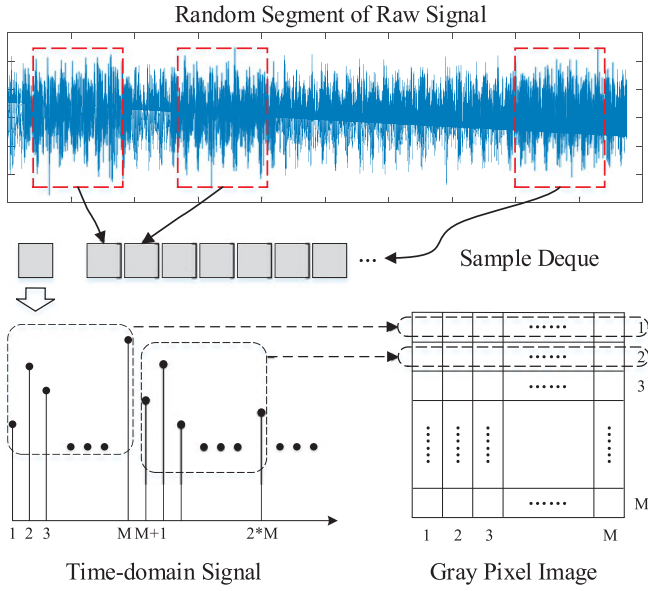 Random Segment of Raw Signal
... Sample Deque
...... 1
...... 2
...... 3
...... M
1 2 3 M M+1 2*M
1 2 3 M
Time-domain Signal
Gray Pixel Image